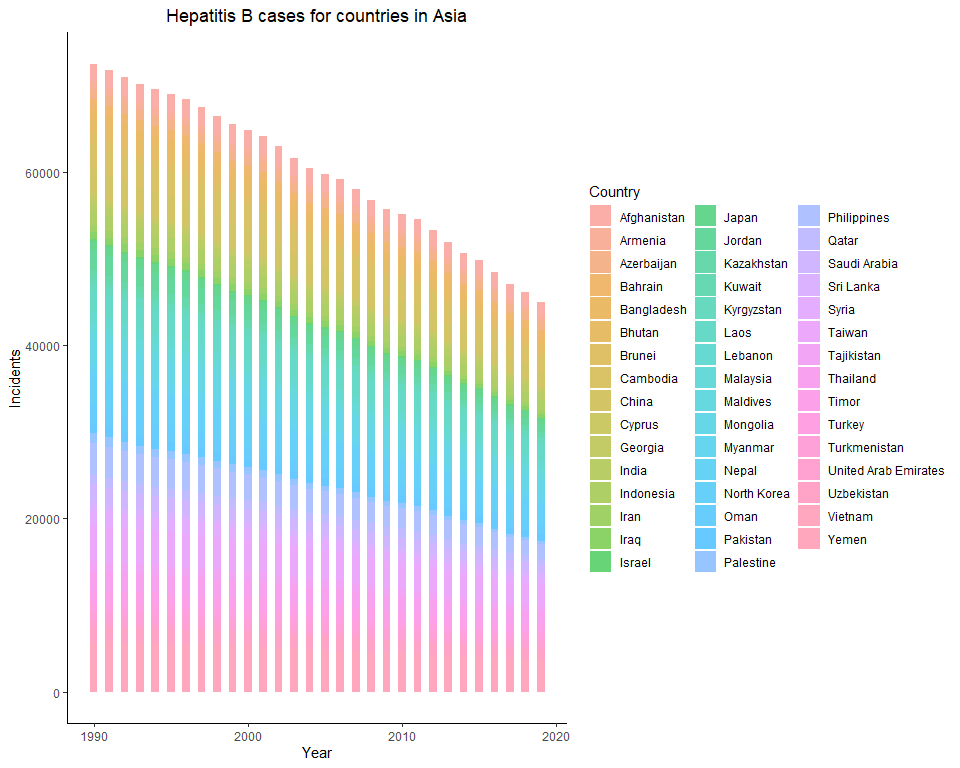 Hepatitis B cases for countries in Asia
60000
40000
20000
0
Incidents
1990
2000
2010
2020
Year
Country
Afghanistan
Armenia
Azerbaijan
Bahrain
Bangladesh
Bhutan
Brunei
Cambodia
China
Cyprus
Georgia
India
Indonesia
Iran
Iraq
Israel
Japan
Jordan
Kazakhstan
Kuwait
Kyrgyzstan
Laos
Lebanon
Malaysia
Maldives
Mongolia
Myanmar
Nepal
North Korea
Oman
Pakistan
Palestine
Philippines
Qatar
Saudi Arabia
Sri Lanka
Syria
Taiwan
Tajikistan
Thailand
Timor
Turkey
Turkmenistan
United Arab Emirates
Uzbekistan
Vietnam
Yemen